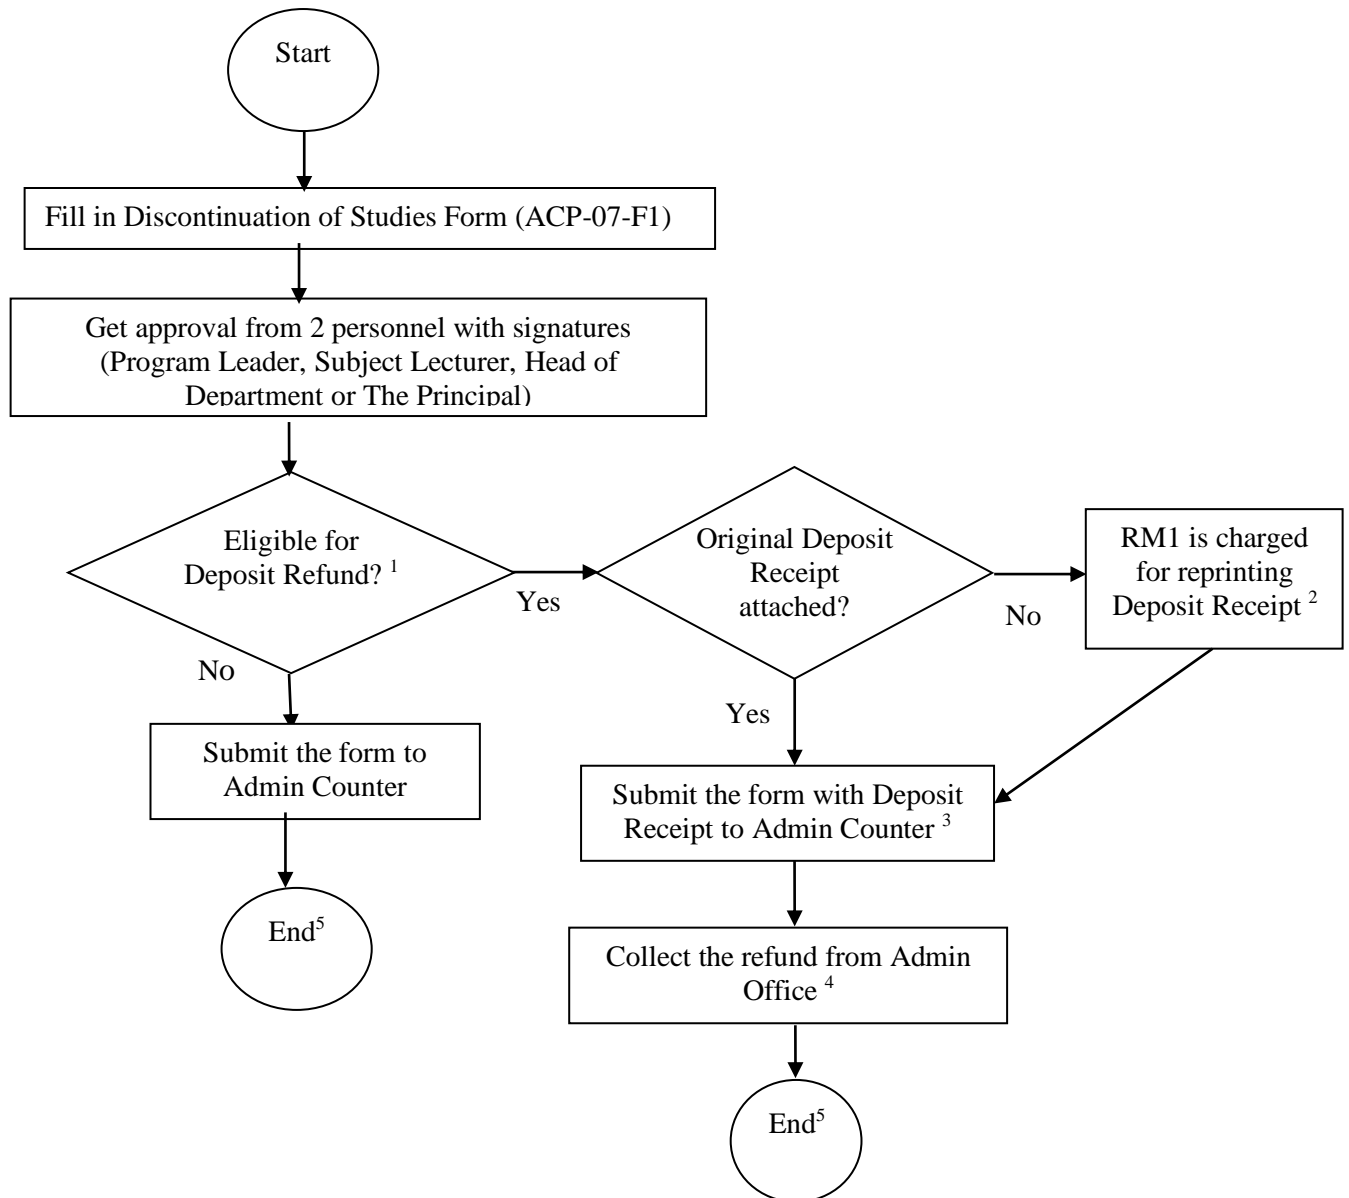 Start
Fill in Discontinuation of Studies Form (ACP-07-F1)
Get approval from 2 personnel with signatures
(Program Leader, Subject Lecturer, Head of
Department or The Principal)
Eligible for
Deposit Refund? ¹
Yes
No
Original Deposit
Receipt
attached?
No
Yes
RM1 is charged
for reprinting
Deposit Receipt ²
Submit the form to
Admin Counter
Submit the form with Deposit
Receipt to Admin Counter ³
End⁵
Collect the refund from Admin
Office ⁴
End⁵